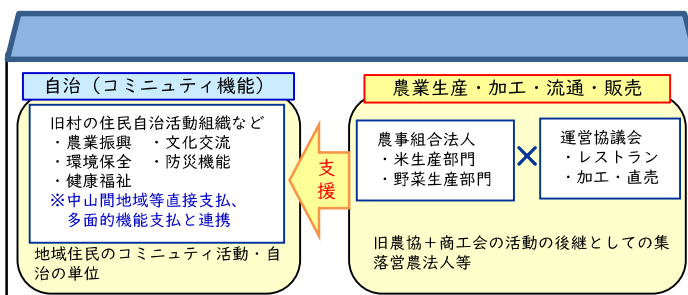 自治（コミニュティ機能）
旧村の住民自治活動組織など
・農業振興　・文化交流
・環境保全　・防災機能
・健康福祉
※中山間地域等直接支払、
多面的機能支払と連携
地域住民のコミニュティ活動・自
治の単位
支
援
農業生産・加工・流通・販売
農事組合法人
・米生産部門
・野菜生産部門
×
運営協議会
・レストラン
・加工・直売
旧農協＋商工会の活動の後継としての集
落営農法人等